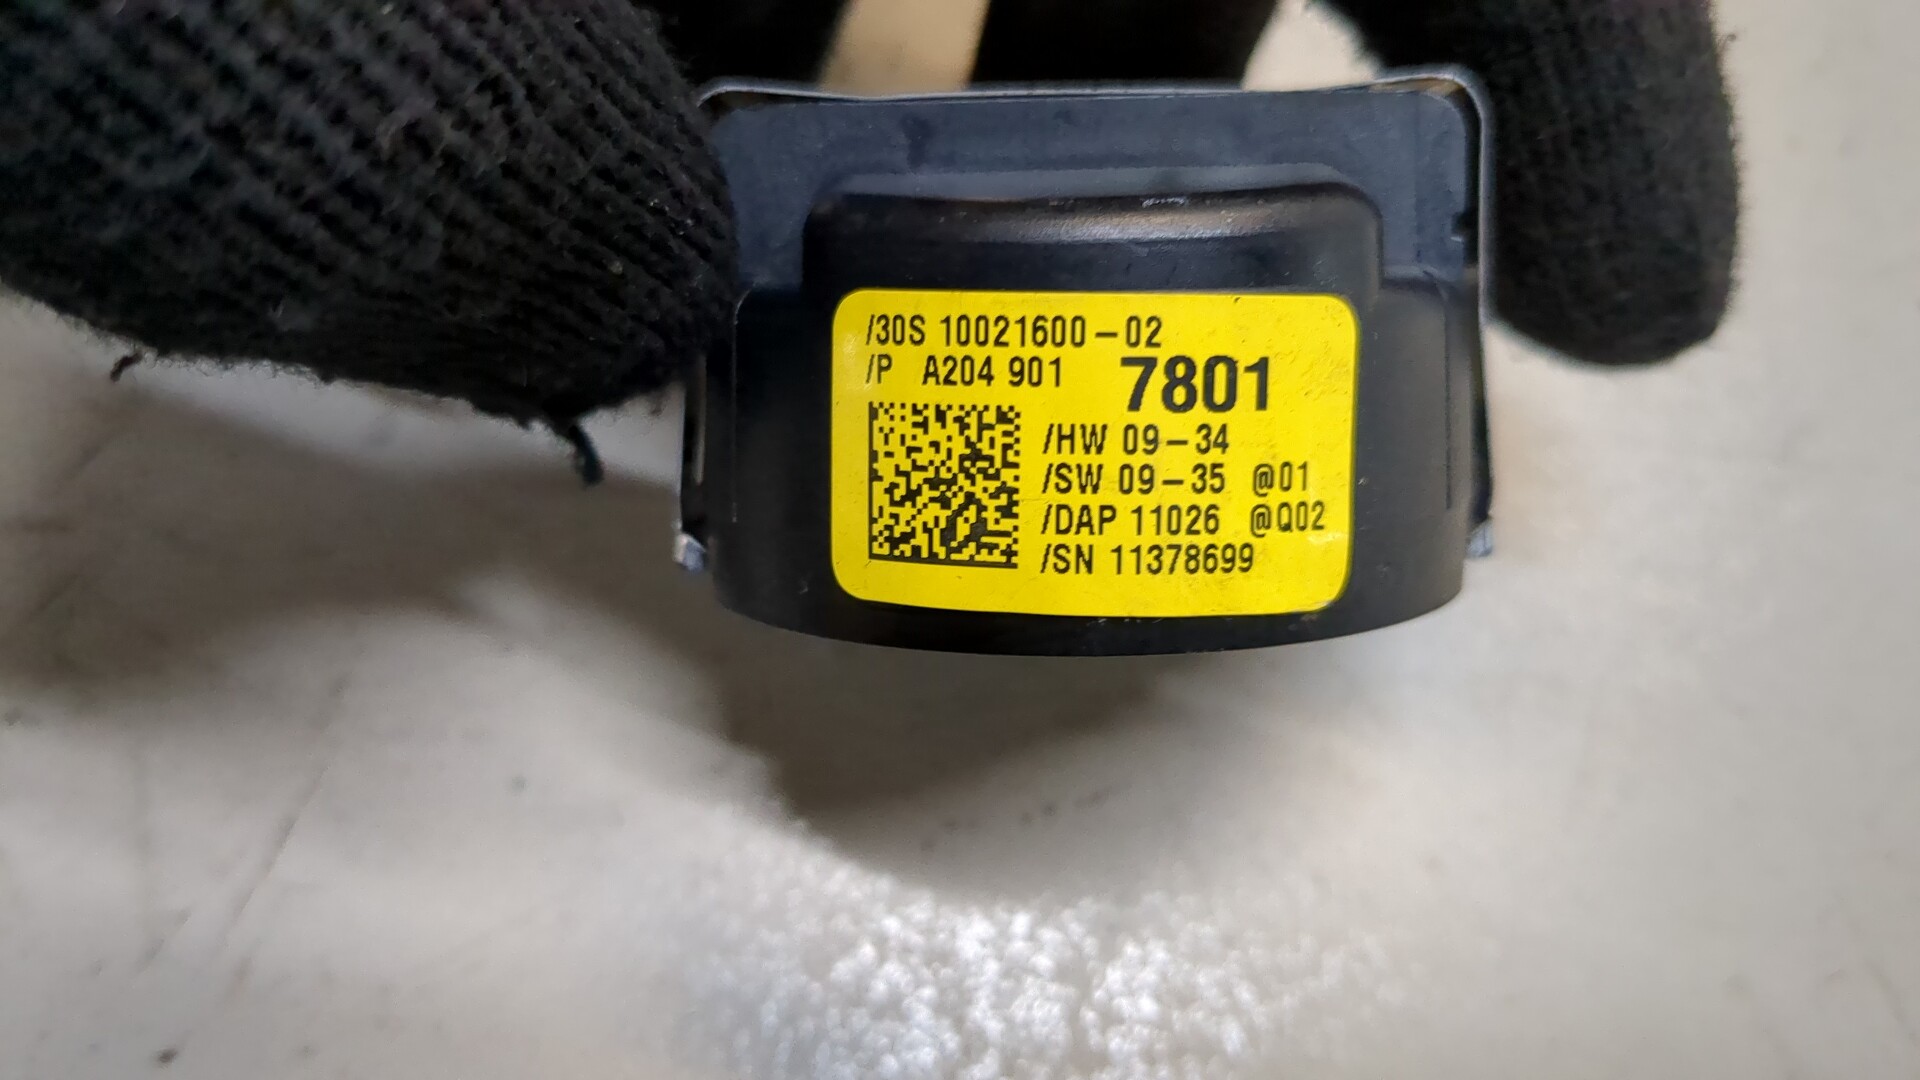 /30S 10021600-02
/P A204 901 7801
/HW 09-34
/SW 09-35 @01
/DAP 11026 @Q02
/SN 11378699